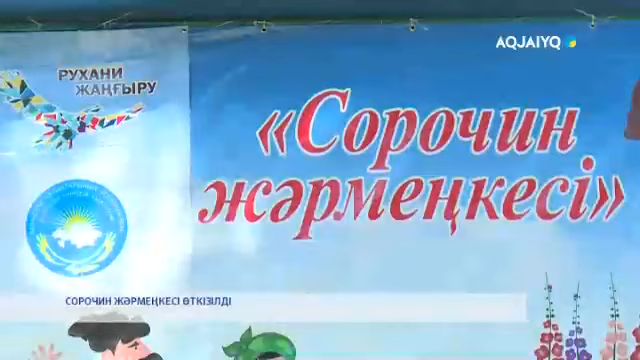 AQJAIYQ
РУХАНИ
ЖАҢҒЫРУ
«Сорочин
жәрмеңкесі»
СОРОЧИН ЖӘРМЕҢКЕСІ ӨТКІЗІЛДІ